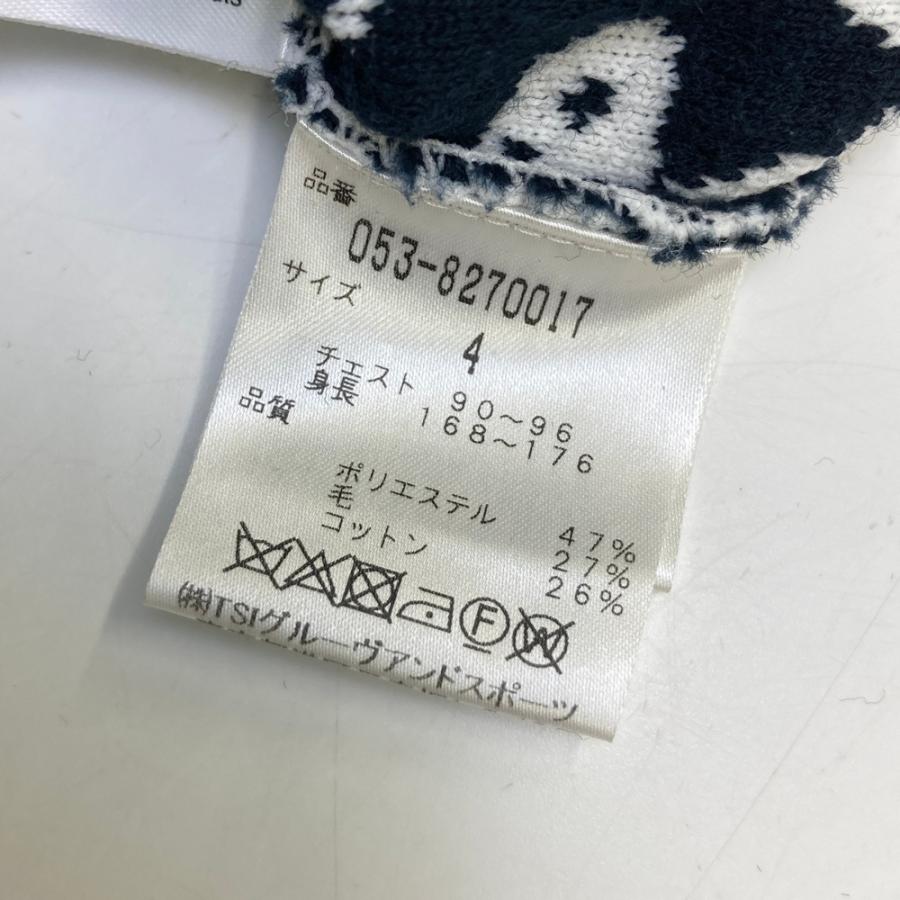 品番
053-8270017
サイズ
4
チェスト 90～96
身長 168～176
品質
ポリエステル 47%
毛 27%
コットン 26%
F W
㈱TSIグルーヴアンドスポーツ